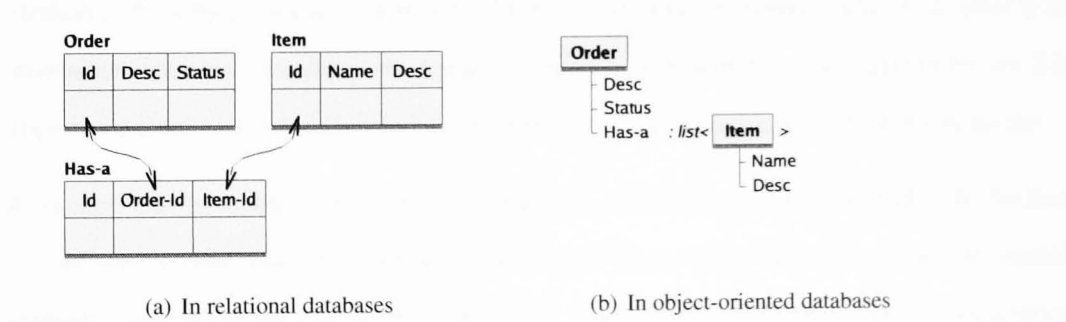 Order
Id Desc Status
Item
Id Name Desc
Has-a
Id Order-Id Item-Id
(a) In relational databases
Order
Desc
Status
Has-a : list< Item >
Name
Desc
(b) In object-oriented databases